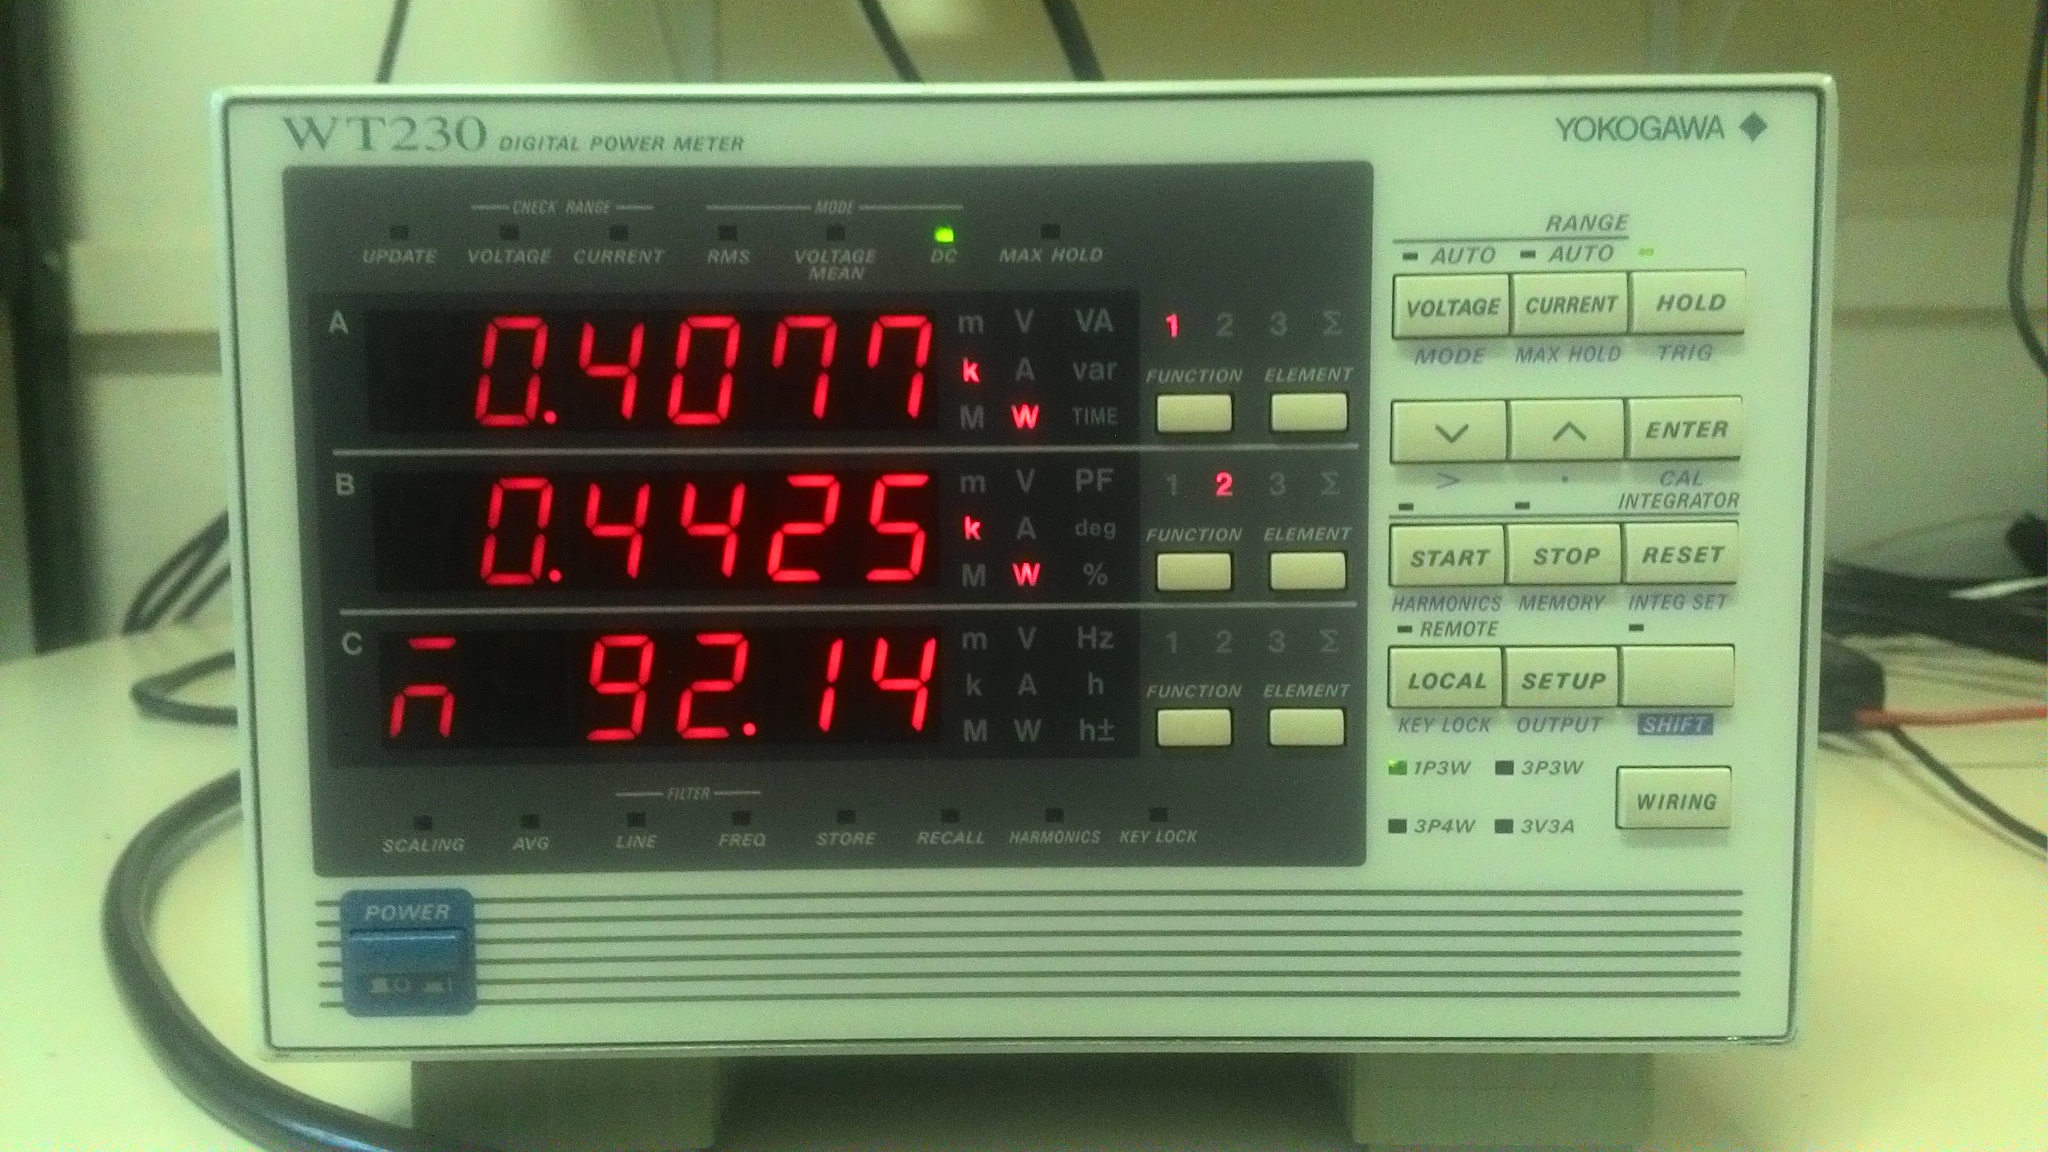 WT230 DIGITAL POWER METER
YOKOGAWA
CHECK RANGE MODE
UPDATE VOLTAGE CURRENT RMS VOLTAGE MEAN DC MAX HOLD
A 0.4077 m V VA 1 2 3 Σ
k A var FUNCTION ELEMENT
M W TIME
B 0.4425 m V PF 1 2 3 Σ
k A deg FUNCTION ELEMENT
M W %
C 92.14 m V Hz 1 2 3 Σ
k A h FUNCTION ELEMENT
M W h±
FILTER
SCALING AVG LINE FREQ STORE RECALL HARMONICS KEY LOCK
RANGE
AUTO AUTO
VOLTAGE CURRENT HOLD
MODE MAX HOLD TRIG
ENTER
> · CAL
INTEGRATOR
START STOP RESET
HARMONICS MEMORY INTEG SET
REMOTE
LOCAL SETUP
KEY LOCK OUTPUT SHIFT
1P3W 3P3W
WIRING
3P4W 3V3A
POWER